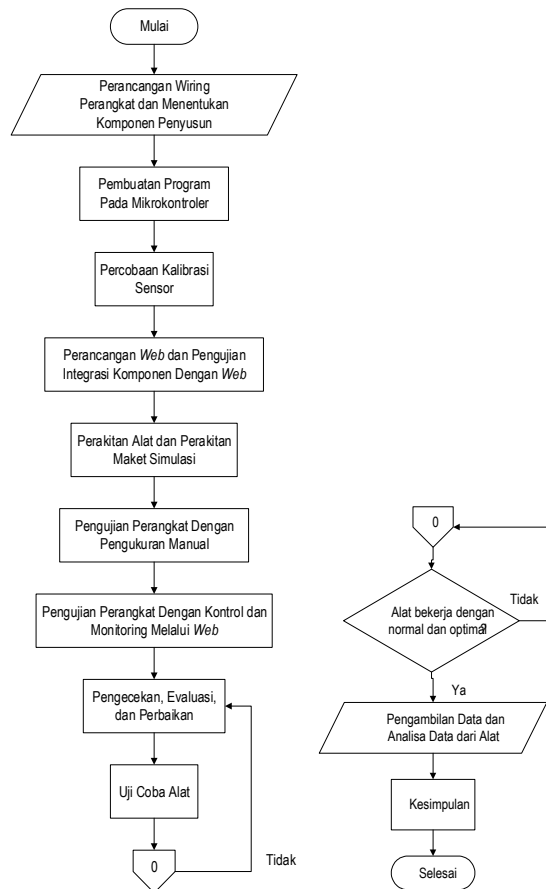 Mulai
Perancangan Wiring
Perangkat dan Menentukan
Komponen Penyusun
Pembuatan Program
Pada Mikrokontroler
Percobaan Kalibrasi
Sensor
Perancangan Web dan Pengujian
Integrasi Komponen Dengan Web
Perakitan Alat dan Perakitan
Maket Simulasi
Pengujian Perangkat Dengan
Pengukuran Manual
Pengujian Perangkat Dengan Kontrol dan
Monitoring Melalui Web
Pengecekan, Evaluasi,
dan Perbaikan
Uji Coba Alat
0
Tidak
0
Alat bekerja dengan
normal dan optimal?
Tidak
Ya
Pengambilan Data dan
Analisa Data dari Alat
Kesimpulan
Selesai